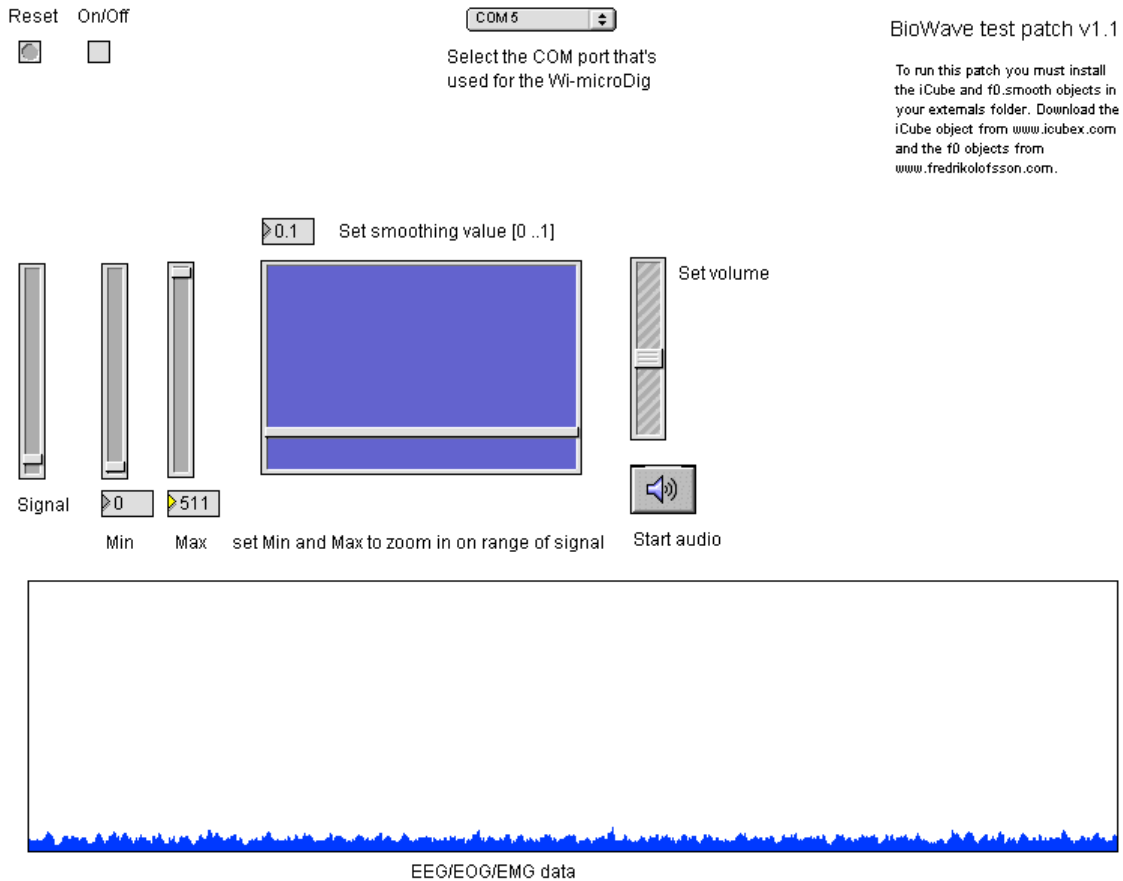 Reset On/Off
COM 5
BioWave test patch v1.1
Select the COM port that's
used for the Wi-microDig
To run this patch you must install
the iCube and f0.smooth objects in
your externals folder. Download the
iCube object from www.icubex.com
and the f0 objects from
www.fredrikolofsson.com.
0.1 Set smoothing value [0 ..1]
Set volume
Signal
0 511
Min Max set Min and Max to zoom in on range of signal
Start audio
EEG/EOG/EMG data